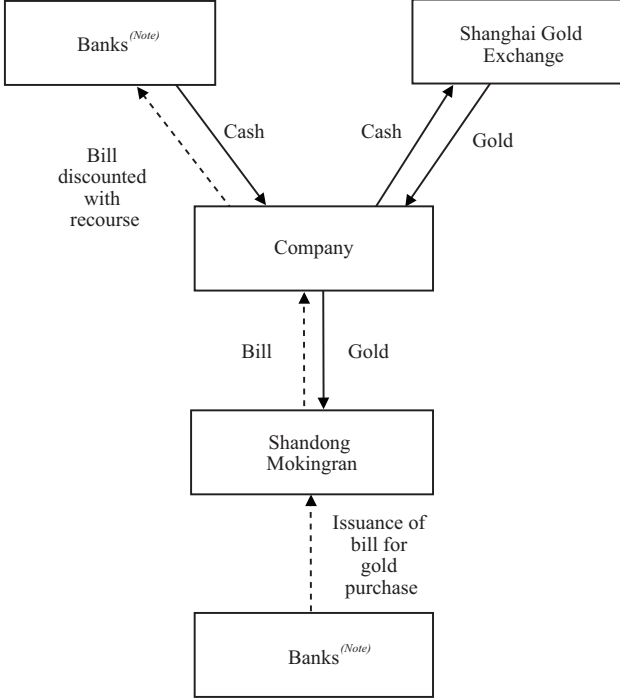 Banks(Note)
Shanghai Gold
Exchange
Cash
Cash
Gold
Bill
discounted
with
recourse
Company
Bill
Gold
Shandong
Mokingran
Issuance of
bill for
gold
purchase
Banks(Note)